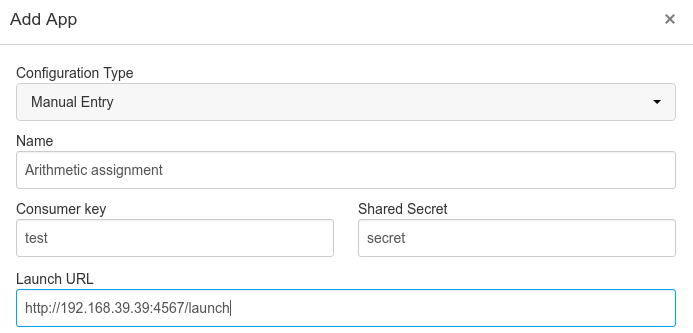 Add App ×
Configuration Type
Manual Entry
Name
Arithmetic assignment
Consumer key Shared Secret
test secret
Launch URL
http://192.168.39.39:4567/launch